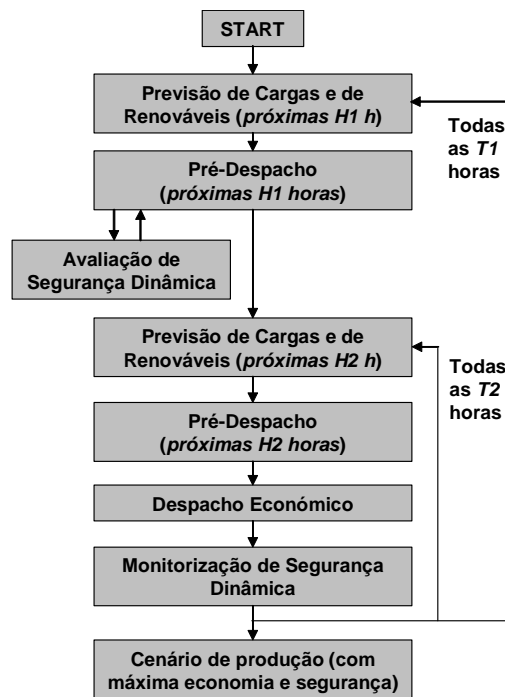 START
Previsão de Cargas e de
Renováveis (próximas H1 h)
Todas
as T1
horas
Pré-Despacho
(próximas H1 horas)
Avaliação de
Segurança Dinâmica
Previsão de Cargas e de
Renováveis (próximas H2 h)
Todas
as T2
horas
Pré-Despacho
(próximas H2 horas)
Despacho Económico
Monitorização de Segurança
Dinâmica
Cenário de produção (com
máxima economia e segurança)